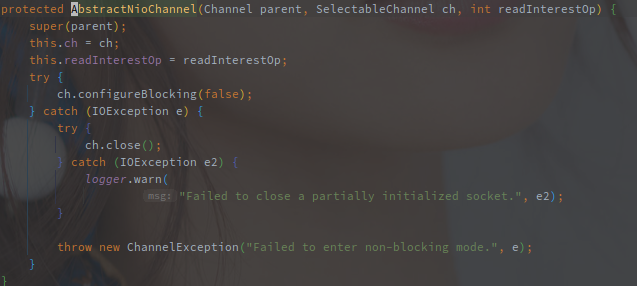 protected AbstractNioChannel(Channel parent, SelectableChannel ch, int readInterestOp) {
super(parent);
this.ch = ch;
this.readInterestOp = readInterestOp;
try {
ch.configureBlocking(false);
} catch (IOException e) {
try {
ch.close();
} catch (IOException e2) {
logger.warn(
msg: "Failed to close a partially initialized socket.", e2);
}
throw new ChannelException("Failed to enter non-blocking mode.", e);
}
}